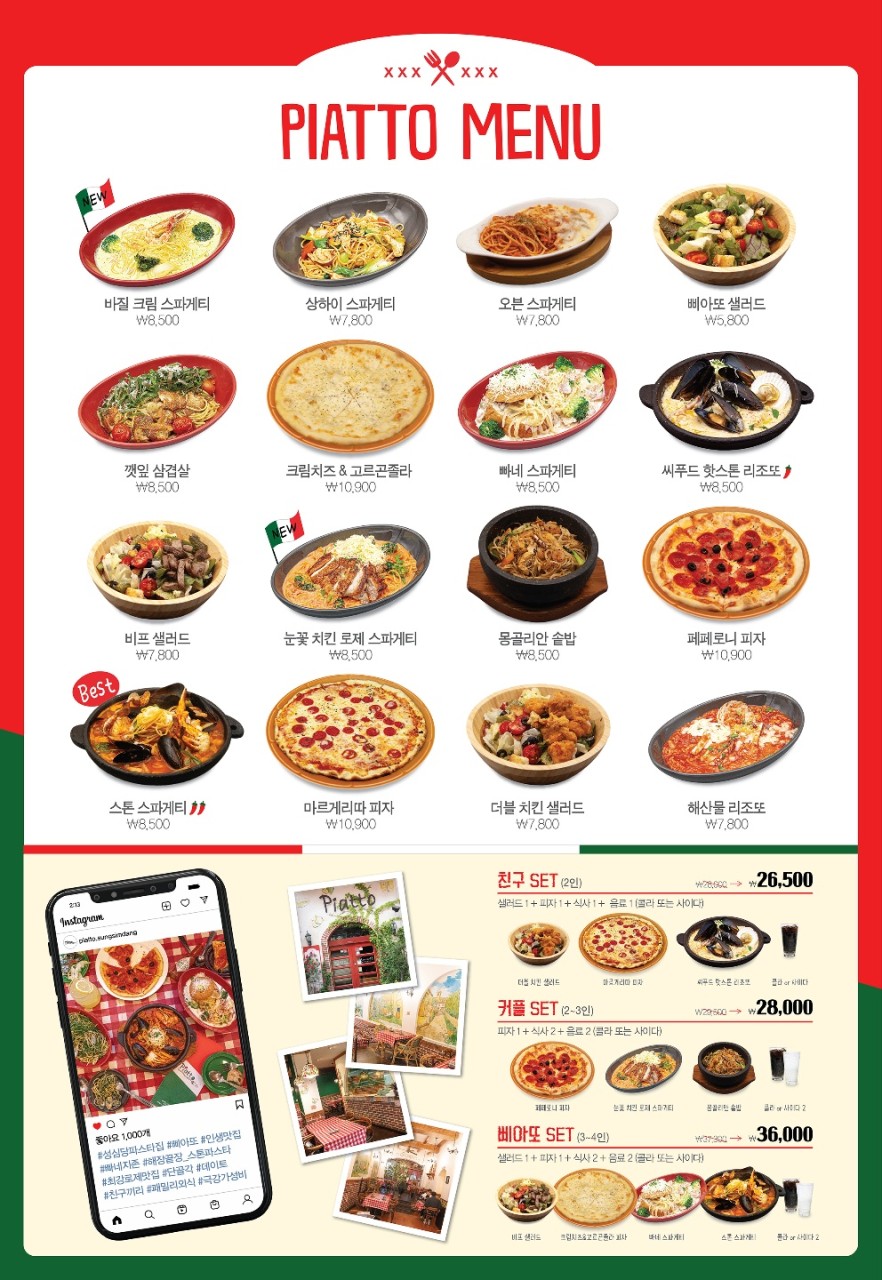 xxx xxx
PIATTO MENU
NEW
바질 크림 스파게티
₩8,500
상하이 스파게티
₩7,800
오븐 스파게티
₩7,800
삐아또 샐러드
₩5,800
깻잎 삼겹살
₩8,500
크림치즈 & 고르곤졸라
₩10,900
빠네 스파게티
₩8,500
씨푸드 핫스톤 리조또
₩8,500
비프 샐러드
₩7,800
NEW
눈꽃 치킨 로제 스파게티
₩8,500
몽골리안 솥밥
₩8,500
페페로니 피자
₩10,900
Best
스톤 스파게티
₩8,500
마르게리따 피자
₩10,900
더블 치킨 샐러드
₩7,800
해산물 리조또
₩7,800
2:13
Instagram
piatto.sungsimdang
좋아요 1,000개
#성심당파스타집 #삐아또 #인생맛집
#빠네지존 #해장끝장_스톤파스타
#최강로제맛집 #단골각 #데이트
#친구끼리 #패밀리외식 #극강가성비
Piatto
친구 SET (2인) → ₩26,500
샐러드 1 + 피자 1 + 식사 1 + 음료 1 (콜라 또는 사이다)
더블 치킨 샐러드 마르게리따 피자 씨푸드 핫스톤 리조또 콜라 or 사이다
커플 SET (2~3인) ₩29,500 → ₩28,000
피자 1 + 식사 2 + 음료 2 (콜라 또는 사이다)
페페로니 피자 눈꽃 치킨 로제 스파게티 몽골리안 솥밥 콜라 or 사이다 2
삐아또 SET (3~4인) ₩37,900 → ₩36,000
샐러드 1 + 피자 1 + 식사 2 + 음료 2 (콜라 또는 사이다)
비프 샐러드 크림치즈&고르곤졸라 피자 빠네 스파게티 스톤 스파게티 콜라 or 사이다 2